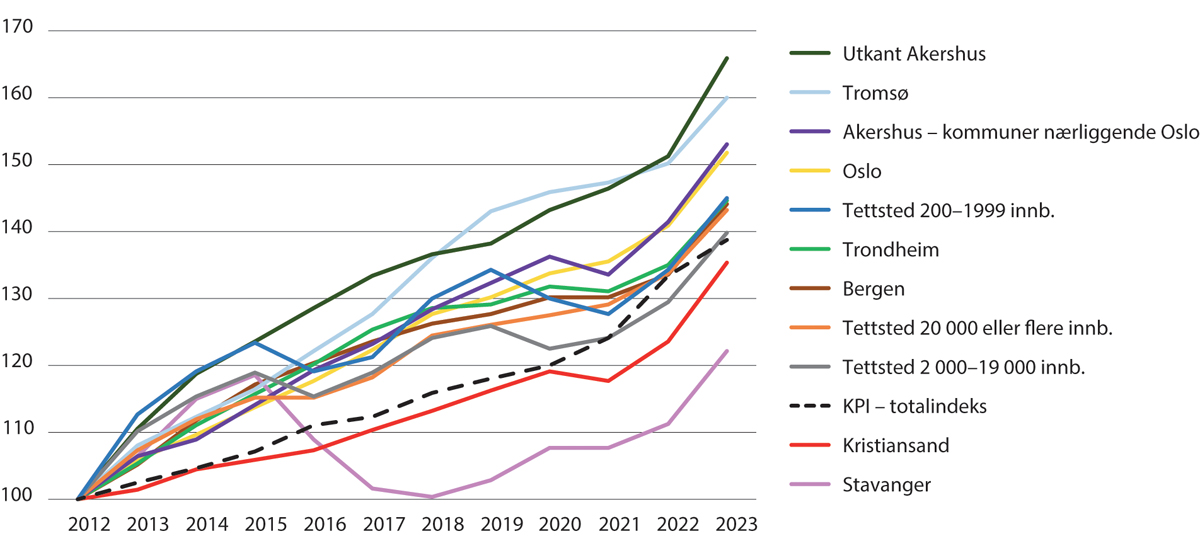 170
160
150
140
130
120
110
100
2012 2013 2014 2015 2016 2017 2018 2019 2020 2021 2022 2023
Utkant Akershus
Tromsø
Akershus – kommuner nærliggende Oslo
Oslo
Tettsted 200–1999 innb.
Trondheim
Bergen
Tettsted 20 000 eller flere innb.
Tettsted 2 000–19 000 innb.
KPI – totalindeks
Kristiansand
Stavanger